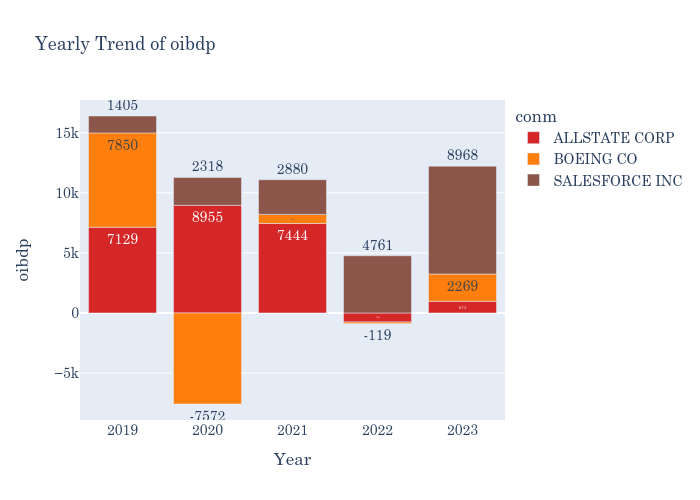 Yearly Trend of oibdp
conm
ALLSTATE CORP
BOEING CO
SALESFORCE INC
oibdp
15k
10k
5k
0
−5k
1405
7850
7129
2318
8955
-7572
2880
7444
4761
-119
8968
2269
2019
2020
2021
2022
2023
Year